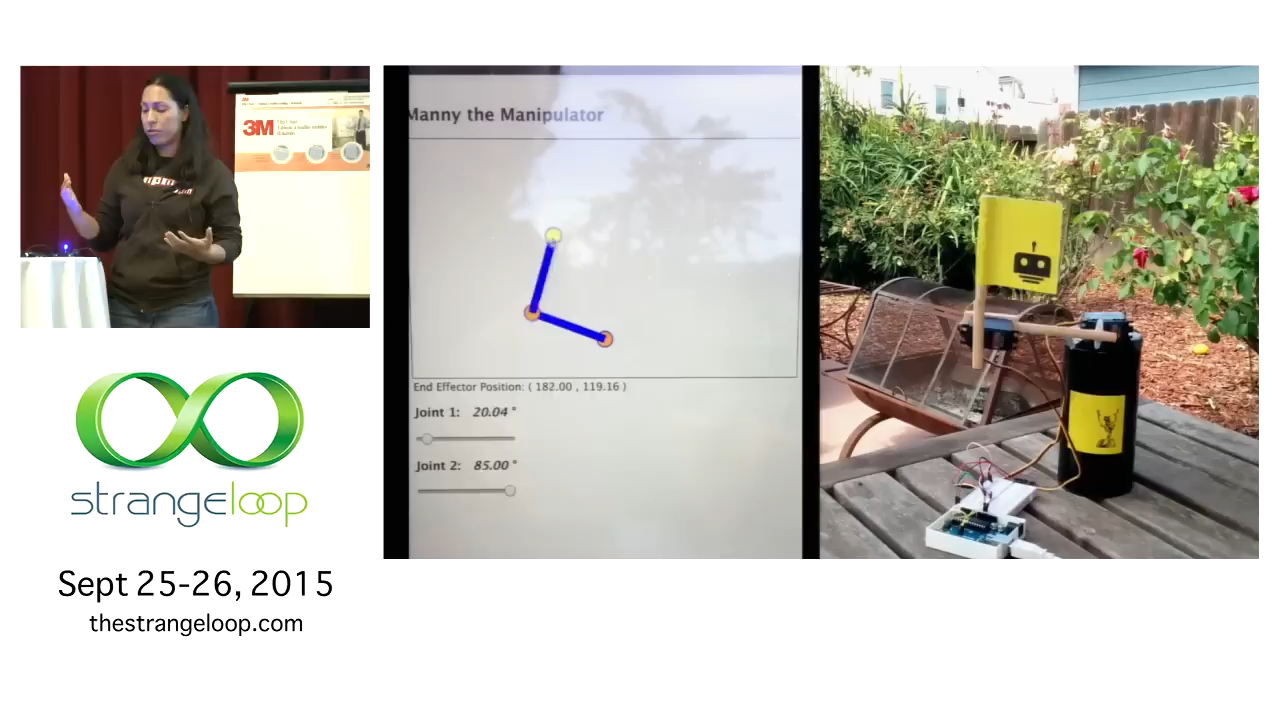 3M
Manny the Manipulator
End Effector Position: ( 182.00 , 119.16 )
Joint 1: 20.04 °
Joint 2: 85.00 °
strangeloop
Sept 25-26, 2015
thestrangeloop.com